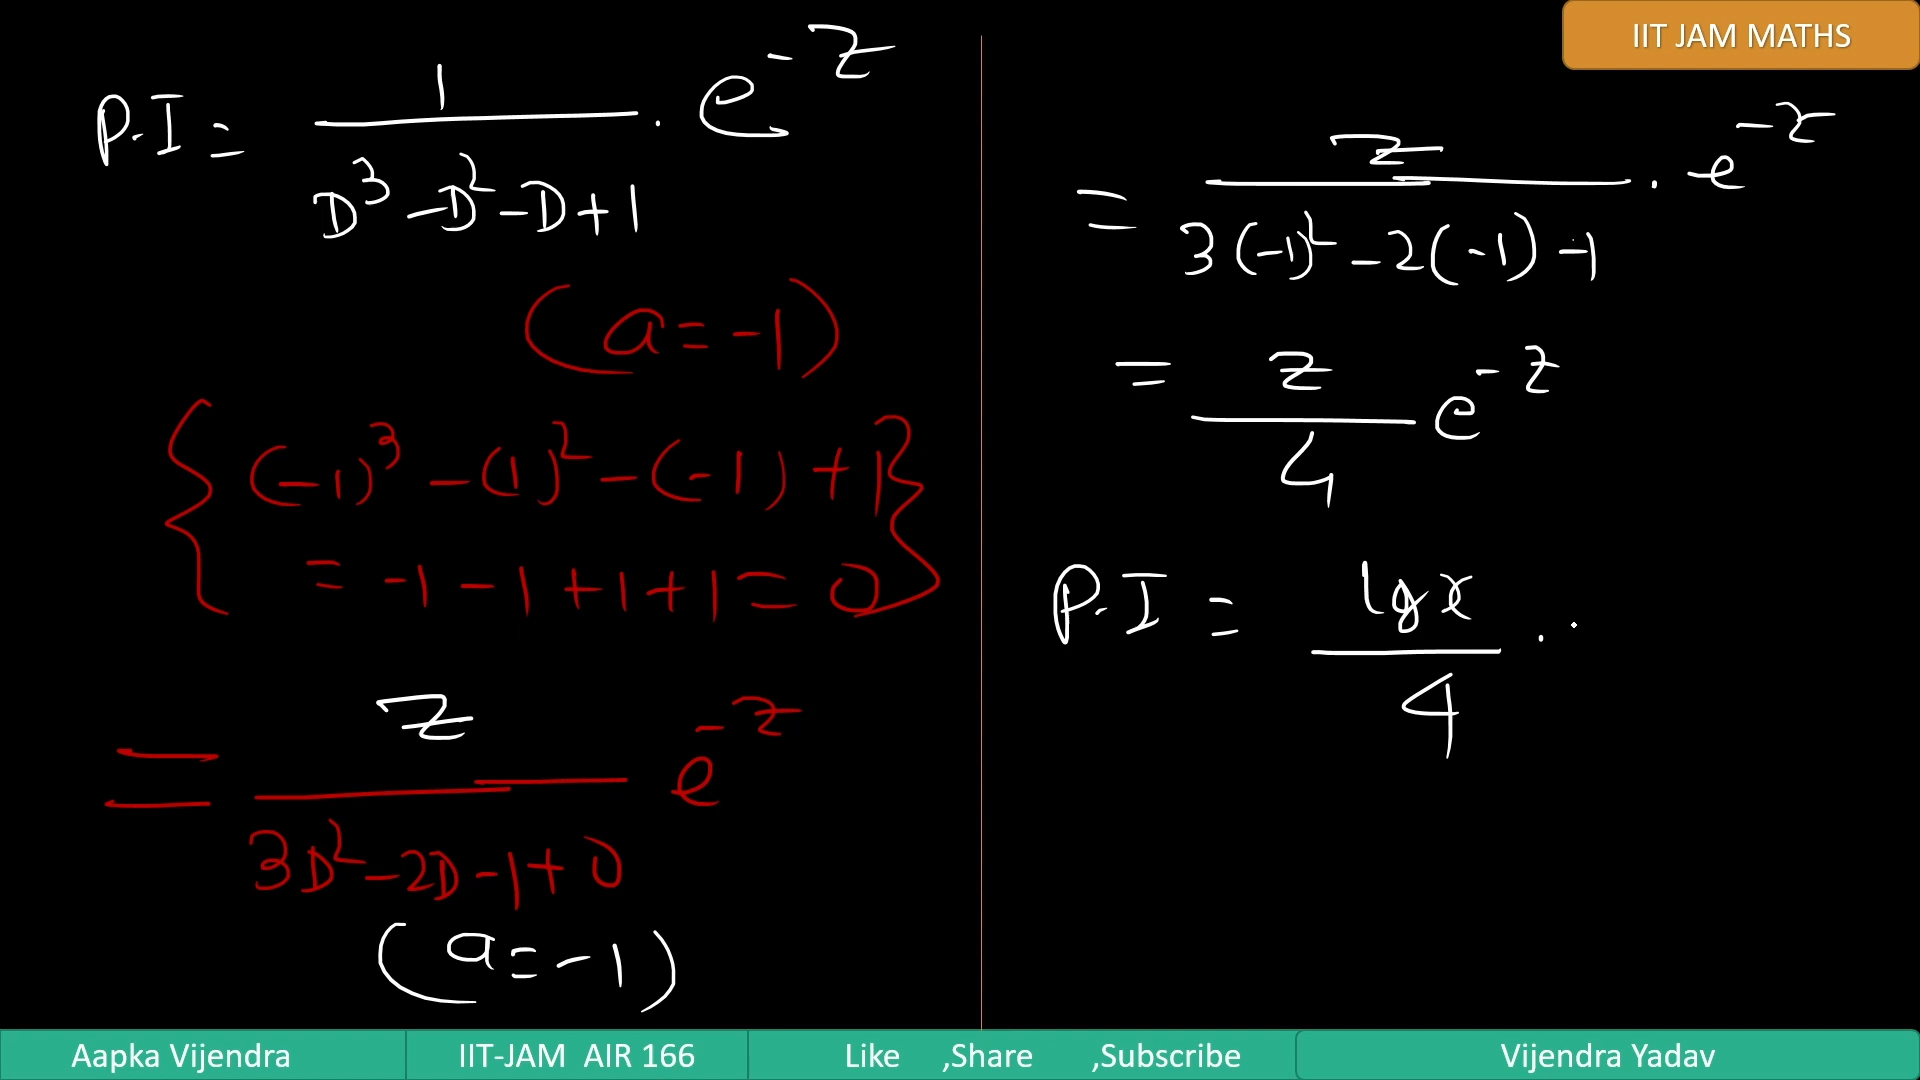 IIT JAM MATHS
P.I = 1 / (D³ - D² - D + 1) . e^(-z)
(a = -1)
{(-1)³ - (1)² - (-1) + 1
= -1 - 1 + 1 + 1 = 0}
= z / (3D² - 2D - 1 + 0) e^(-z)
(a = -1)
= z / (3(-1)² - 2(-1) - 1) . e^(-z)
= z / 4 e^(-z)
P.I = lgx / 4 .
Aapka Vijendra
IIT-JAM AIR 166
Like ,Share ,Subscribe
Vijendra Yadav